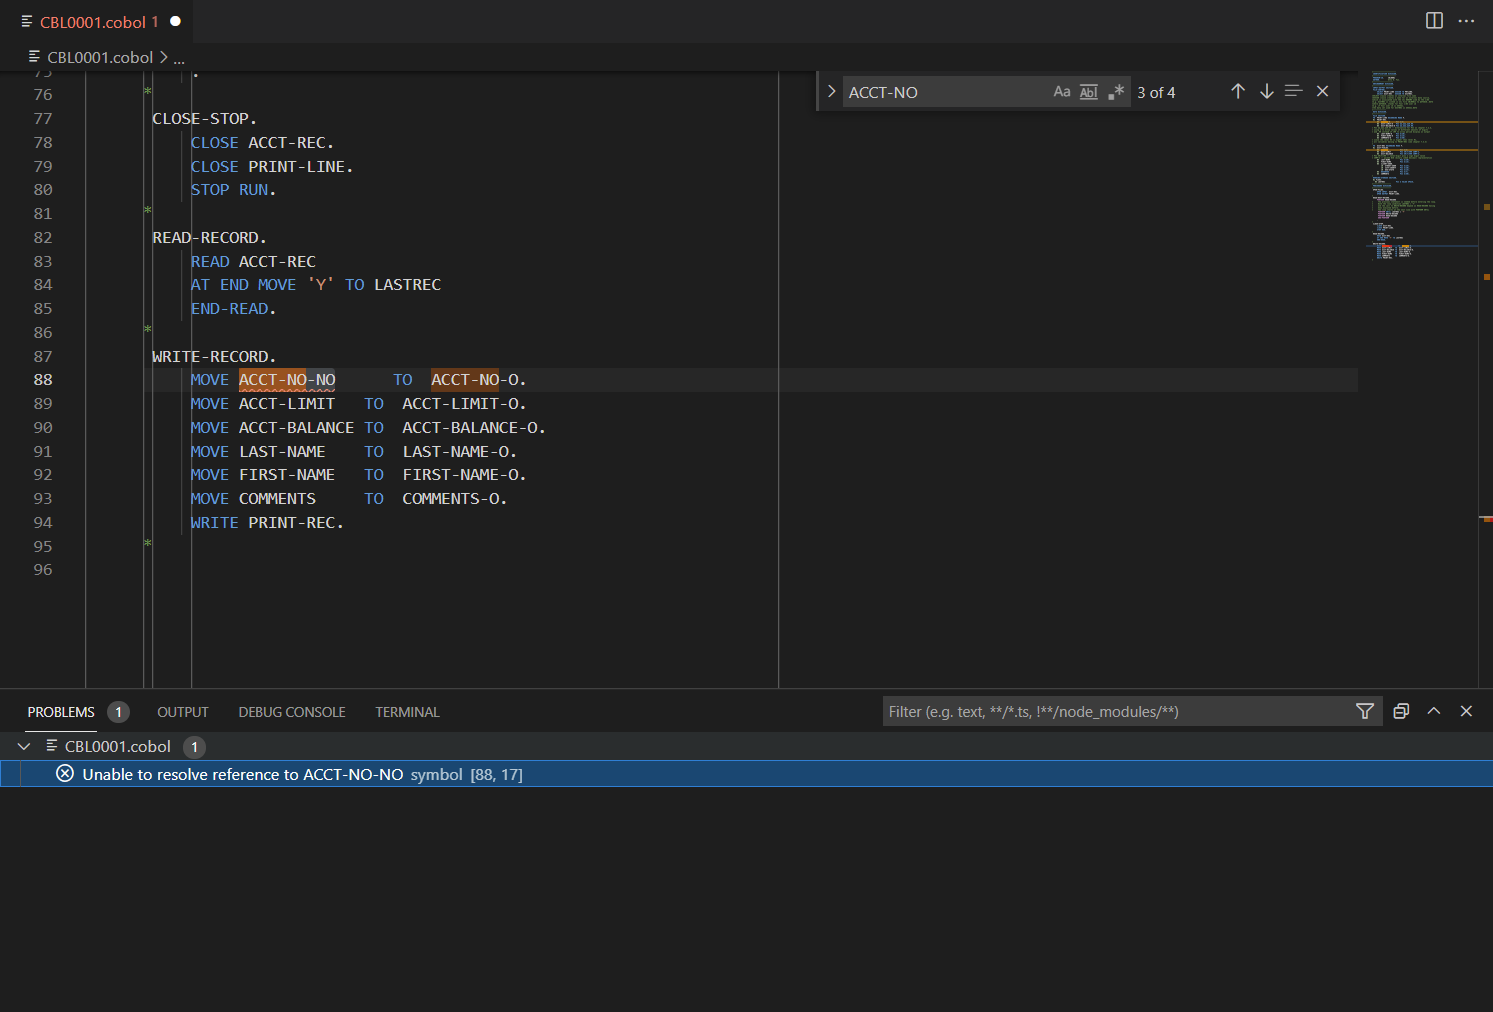 CBL0001.cobol 1
CBL0001.cobol > ...
ACCT-NO Aa Abl .* 3 of 4
75 .
76 *
77 CLOSE-STOP.
78 CLOSE ACCT-REC.
79 CLOSE PRINT-LINE.
80 STOP RUN.
81 *
82 READ-RECORD.
83 READ ACCT-REC
84 AT END MOVE 'Y' TO LASTREC
85 END-READ.
86 *
87 WRITE-RECORD.
88 MOVE ACCT-NO-NO TO ACCT-NO-O.
89 MOVE ACCT-LIMIT TO ACCT-LIMIT-O.
90 MOVE ACCT-BALANCE TO ACCT-BALANCE-O.
91 MOVE LAST-NAME TO LAST-NAME-O.
92 MOVE FIRST-NAME TO FIRST-NAME-O.
93 MOVE COMMENTS TO COMMENTS-O.
94 WRITE PRINT-REC.
95 *
96
PROBLEMS 1 OUTPUT DEBUG CONSOLE TERMINAL Filter (e.g. text, **/*.ts, !**/node_modules/**)
CBL0001.cobol 1
Unable to resolve reference to ACCT-NO-NO symbol [88, 17]